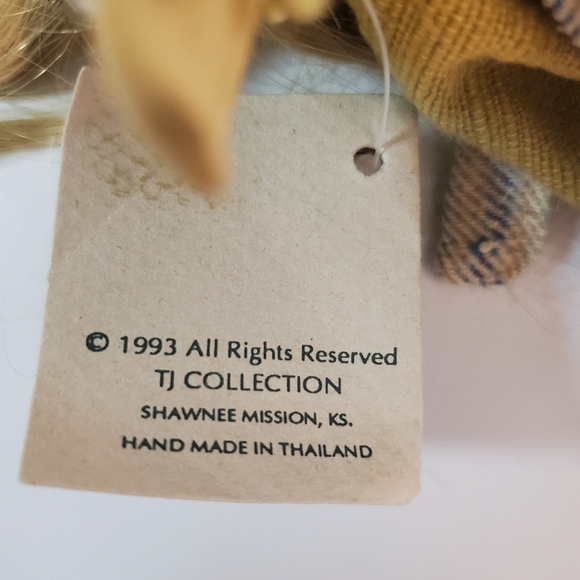 © 1993 All Rights Reserved
TJ COLLECTION
SHAWNEE MISSION, KS.
HAND MADE IN THAILAND